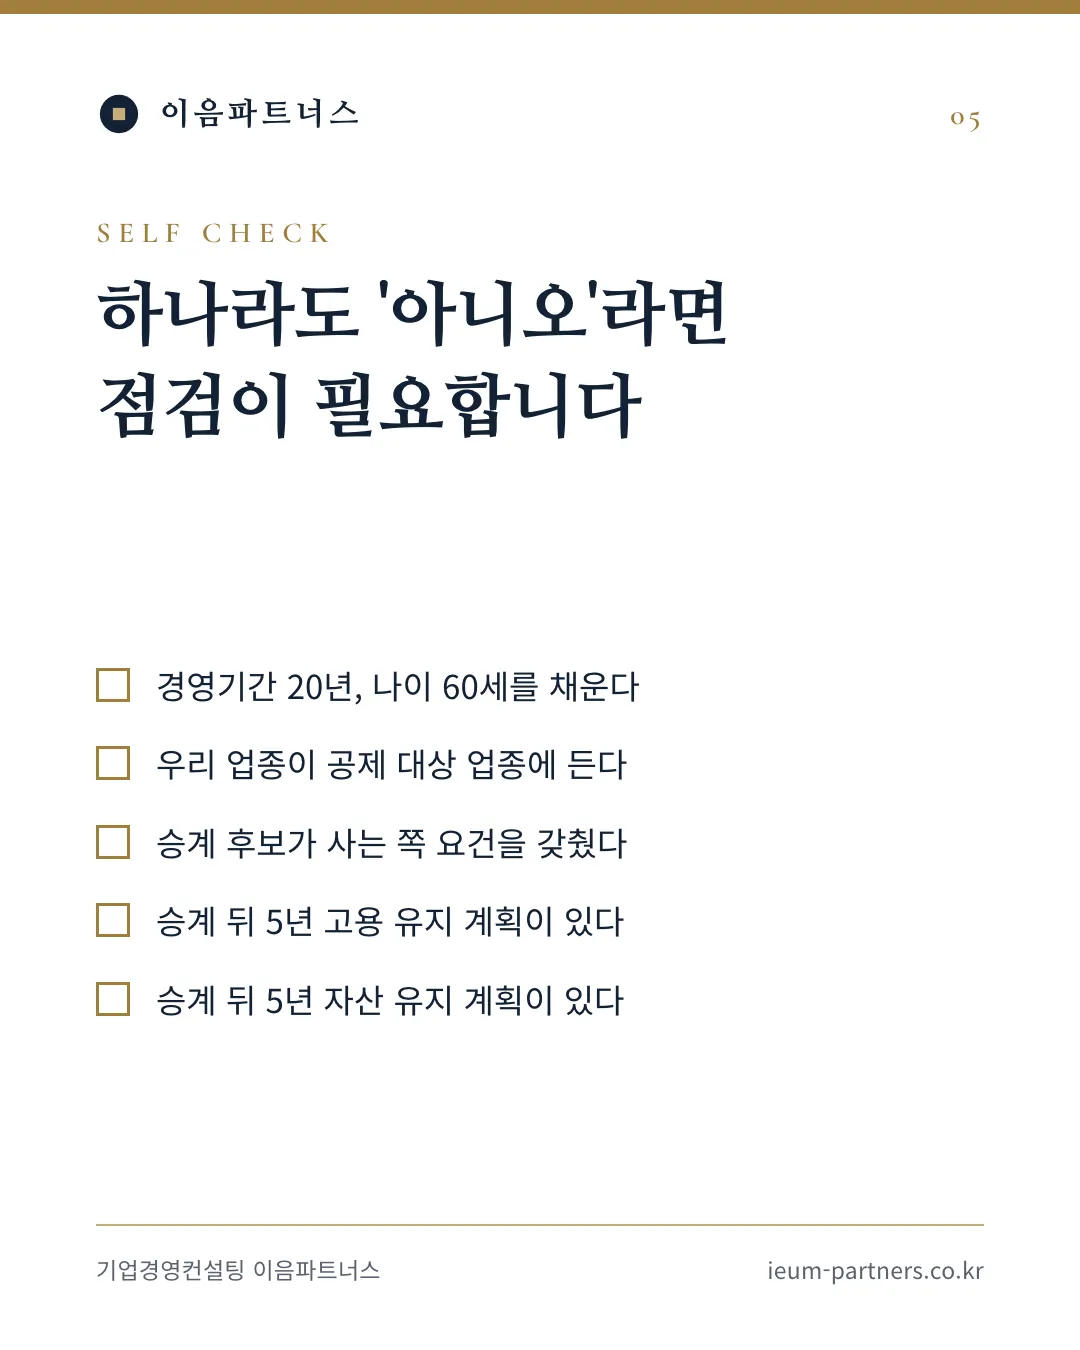 이음파트너스
05
SELF CHECK
하나라도 '아니오'라면
점검이 필요합니다
경영기간 20년, 나이 60세를 채운다
우리 업종이 공제 대상 업종에 든다
승계 후보가 사는 쪽 요건을 갖췄다
승계 뒤 5년 고용 유지 계획이 있다
승계 뒤 5년 자산 유지 계획이 있다
기업경영컨설팅 이음파트너스
ieum-partners.co.kr